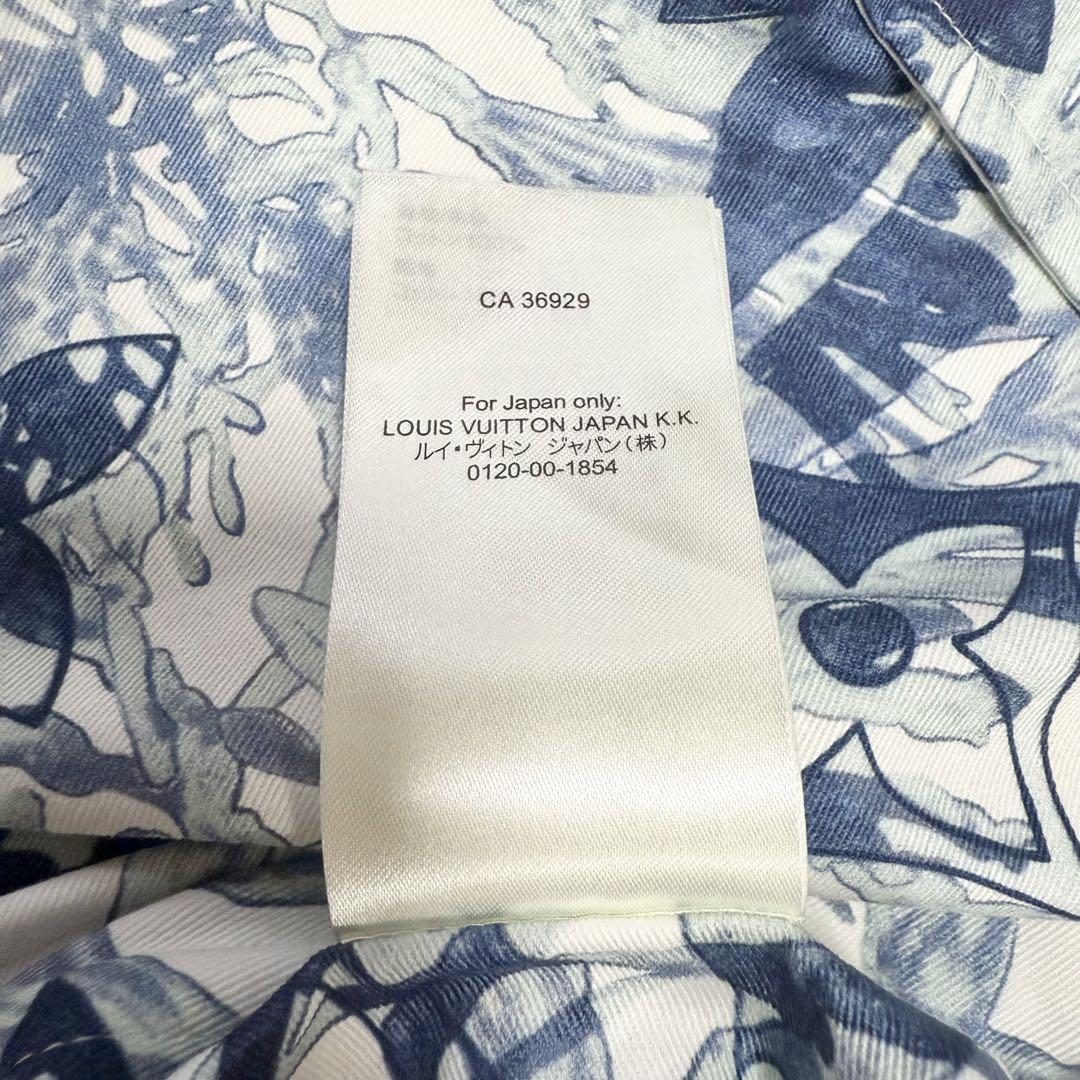 CA 36929
For Japan only:
LOUIS VUITTON JAPAN K.K.
ルイ・ヴィトン ジャパン(株)
0120-00-1854